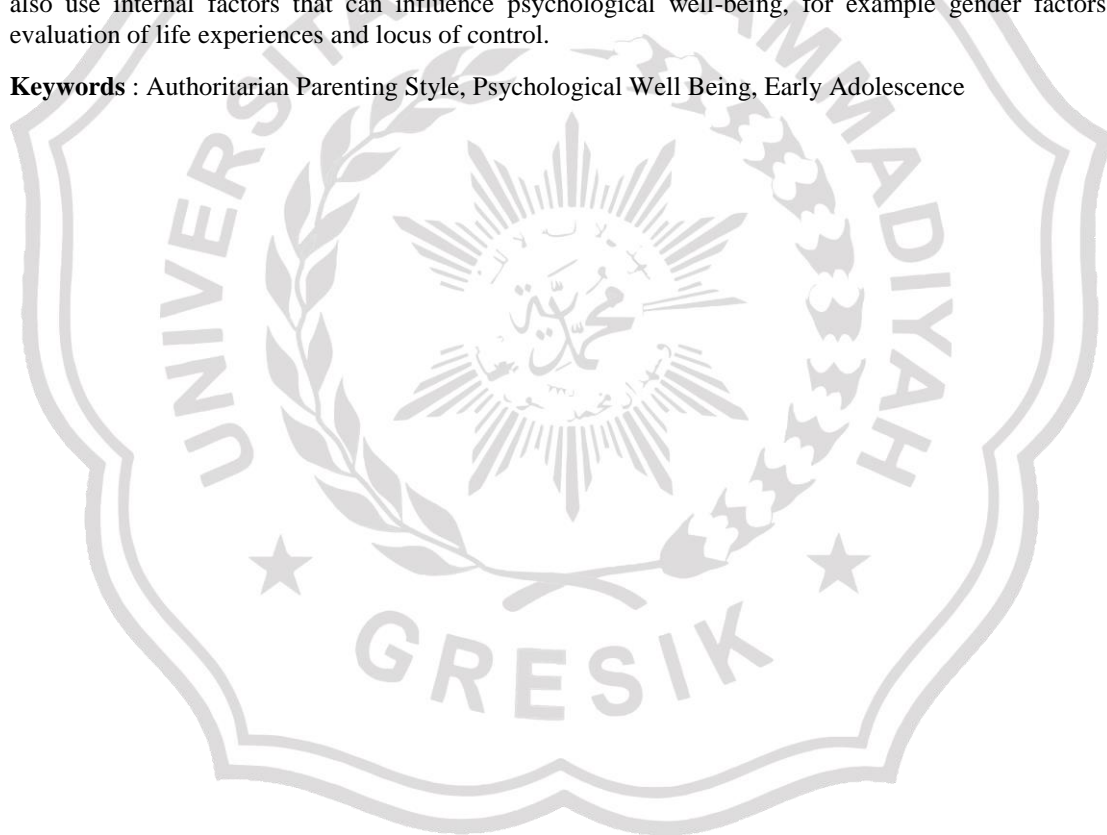 also use internal factors that can influence psychological well-being, for example gender factors
evaluation of life experiences and locus of control.
Keywords : Authoritarian Parenting Style, Psychological Well Being, Early Adolescence
UNIVERSITAS MUHAMMADIYAH
محمد
GRESIK